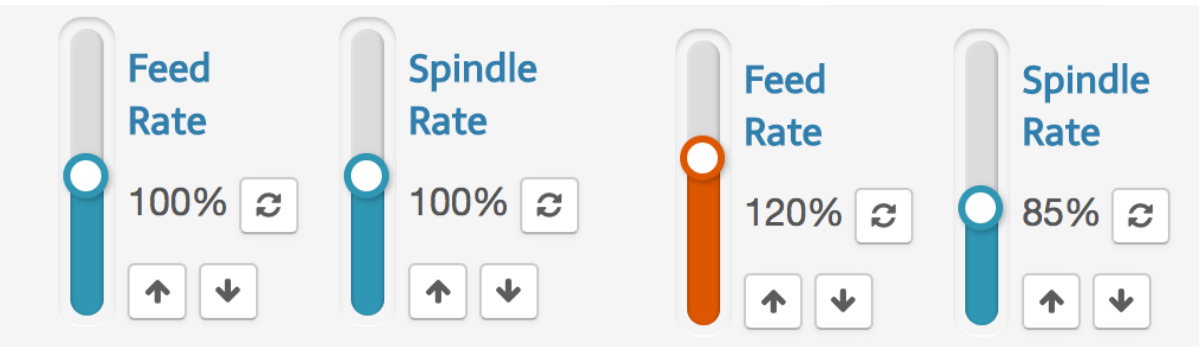 Feed
Rate
100%
Spindle
Rate
100%
Feed
Rate
120%
Spindle
Rate
85%